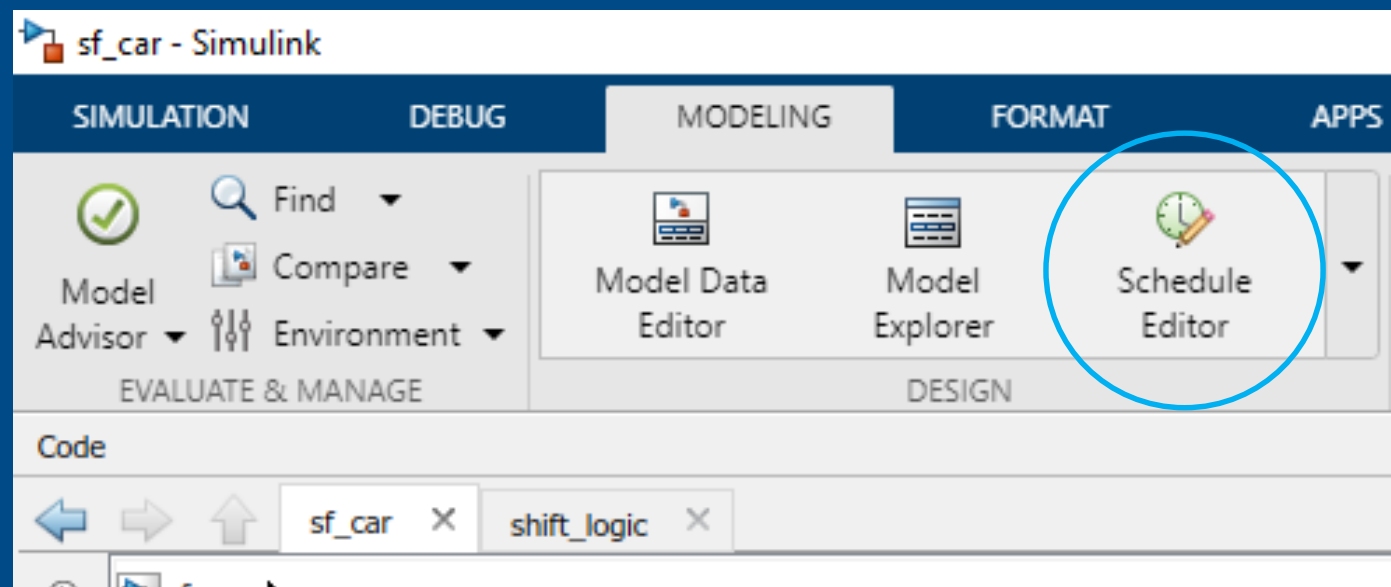 sf_car - Simulink
SIMULATION DEBUG MODELING FORMAT APPS
Find
Compare
Model
Advisor
Environment
Model Data
Editor
Model
Explorer
Schedule
Editor
EVALUATE & MANAGE DESIGN
Code
sf_car shift_logic